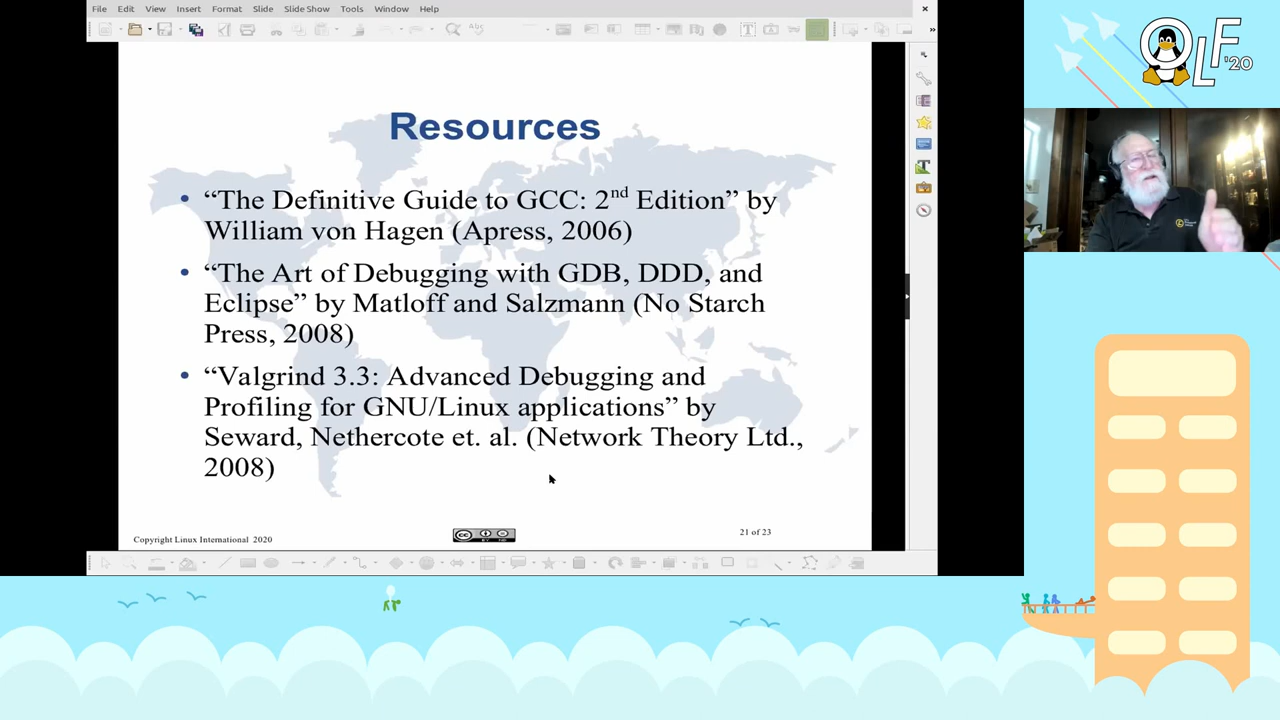 File Edit View Insert Format Slide Slide Show Tools Window Help
OLF '20
Resources
• “The Definitive Guide to GCC: 2nd Edition” by
William von Hagen (Apress, 2006)
• “The Art of Debugging with GDB, DDD, and
Eclipse” by Matloff and Salzmann (No Starch
Press, 2008)
• “Valgrind 3.3: Advanced Debugging and
Profiling for GNU/Linux applications” by
Seward, Nethercote et. al. (Network Theory Ltd.,
2008)
Copyright Linux International 2020
21 of 23